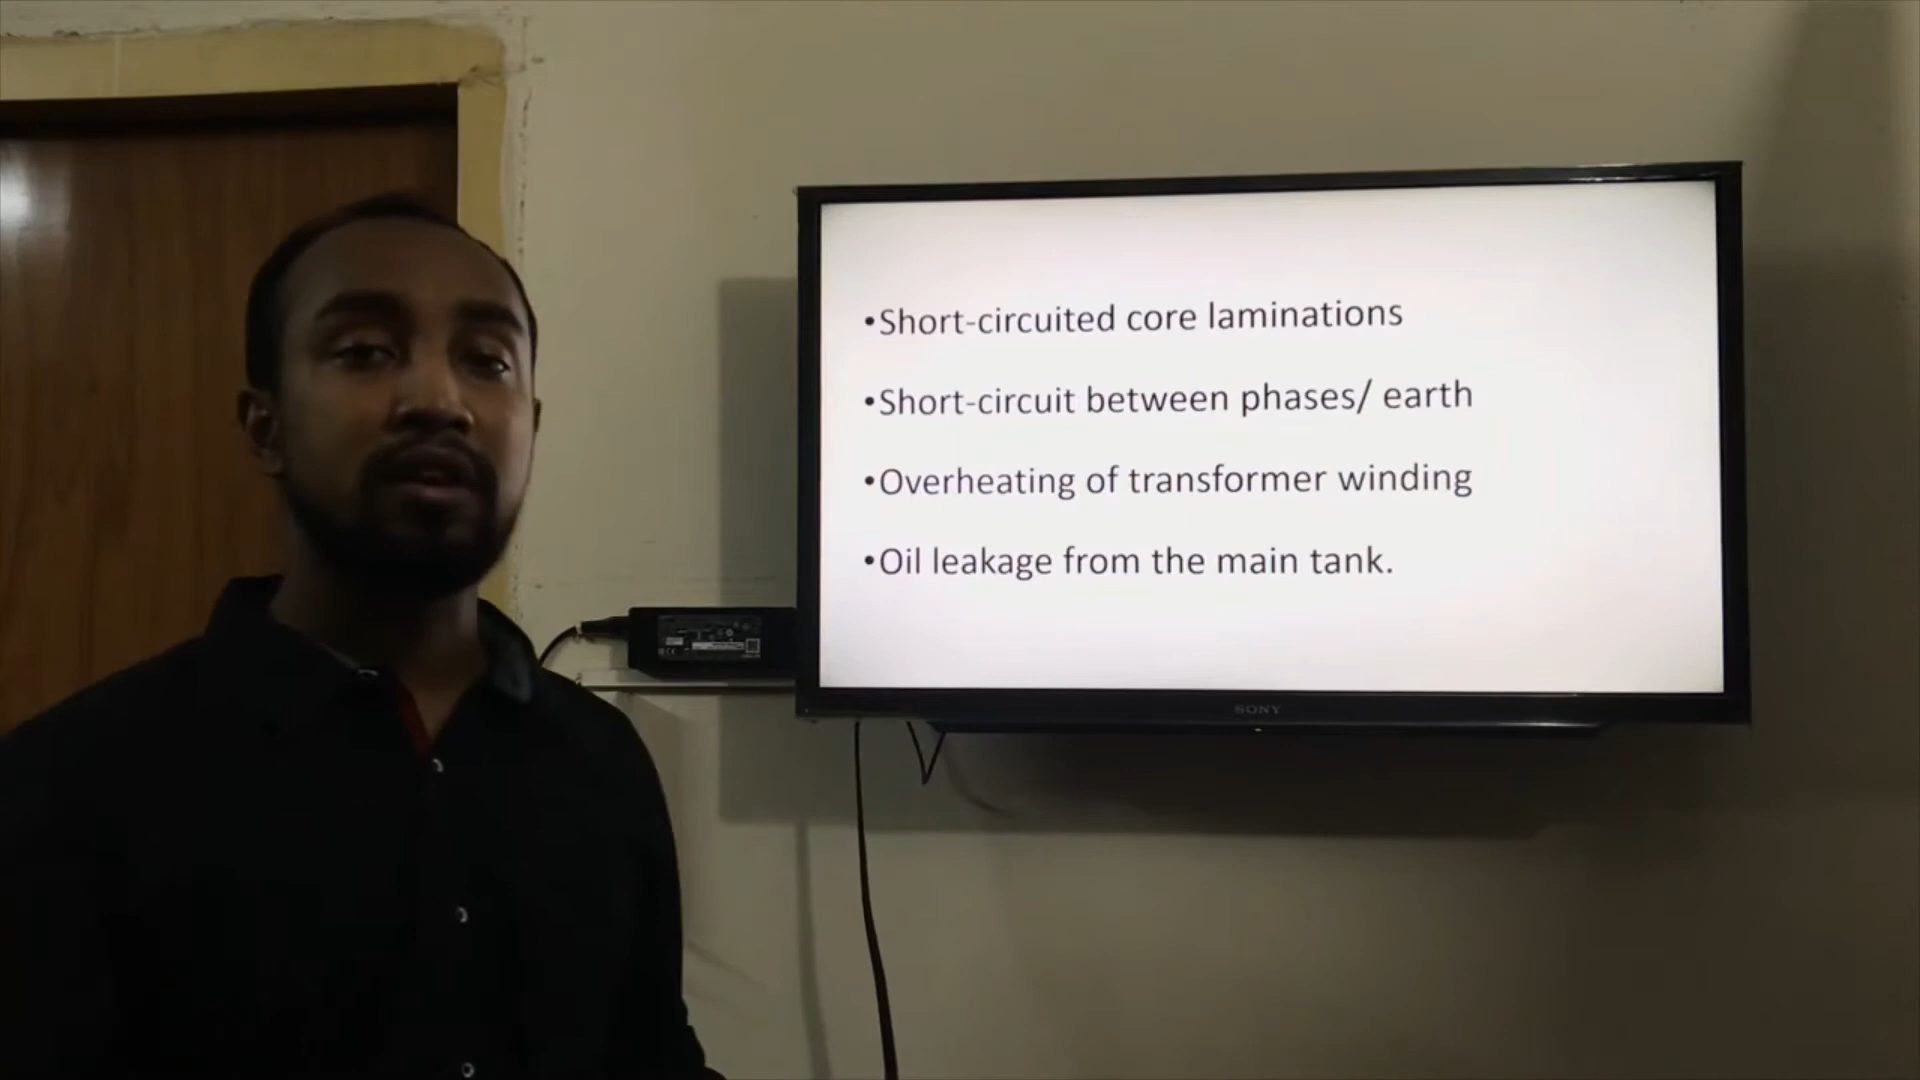 •Short-circuited core laminations
•Short-circuit between phases/ earth
•Overheating of transformer winding
•Oil leakage from the main tank.
SONY